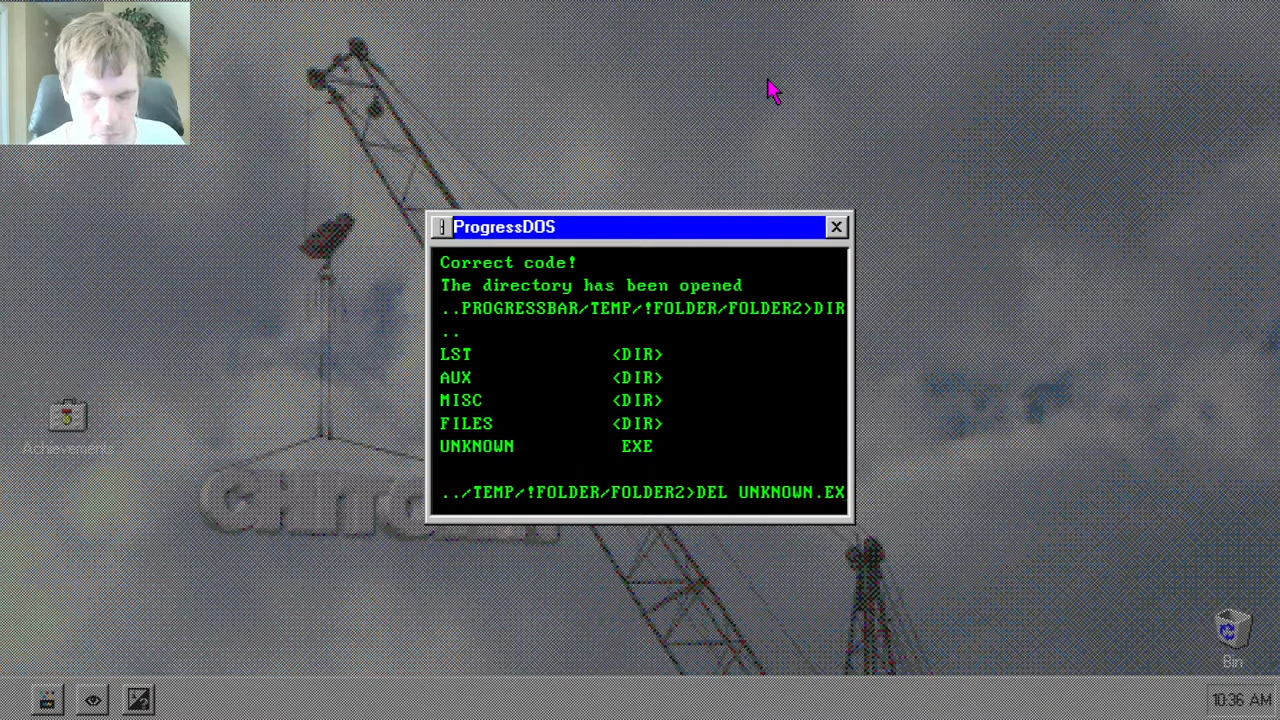 ProgressDOS
Correct code!
The directory has been opened
..PROGRESSBAR/TEMP/!FOLDER/FOLDER2>DIR
..
LST <DIR>
AUX <DIR>
MISC <DIR>
FILES <DIR>
UNKNOWN EXE
../TEMP/!FOLDER/FOLDER2>DEL UNKNOWN.EX
Achievements
Bin
10:36 AM